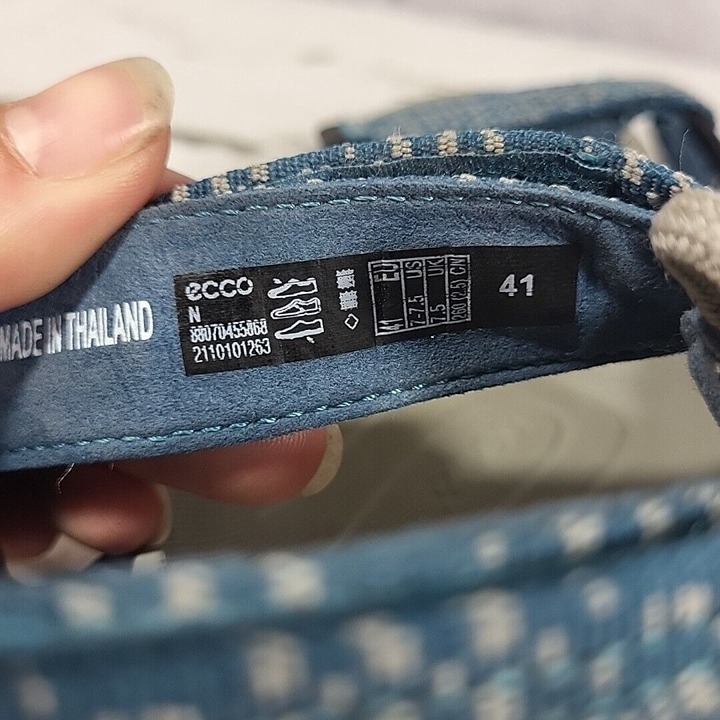 MADE IN THAILAND
ecco
N
88070455868
2110101263
EU 41
US 7-7.5
UK 7.5
CN 260 (2.5)
41